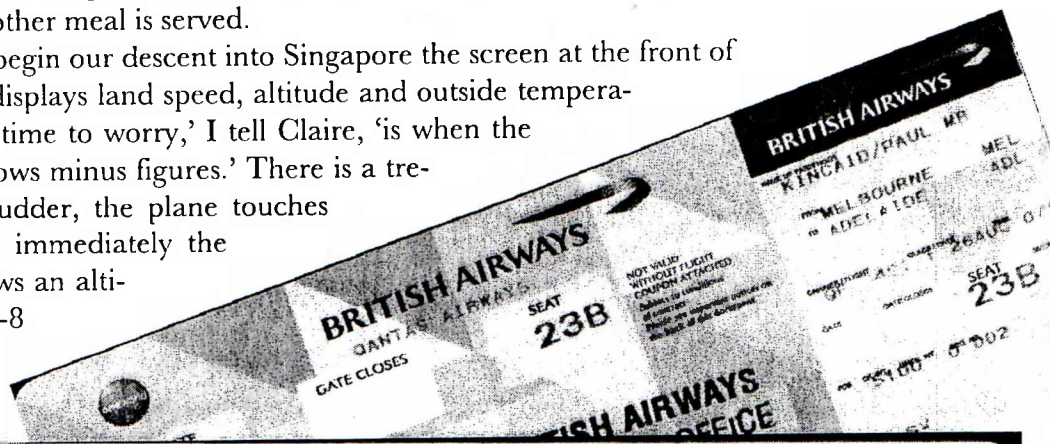 other meal is served.
begin our descent into Singapore the screen at the front of
displays land speed, altitude and outside tempera-
time to worry,' I tell Claire, 'is when the
ows minus figures.' There is a tre-
udder, the plane touches
immediately the
ws an alti-
-8
BRITISH AIRWAYS
QANTAS AIRWAYS
GATE CLOSES
SEAT
23B
NOT VALID
WITHOUT FLIGHT
COUPON ATTACHED
BRITISH AIRWAYS
KINCAID/PAUL MR
MELBOURNE MEL
ADELAIDE ADL
SEAT
23B
ISH AIRWAYS
OFFICE